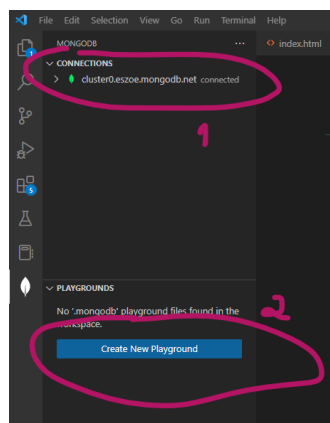 File Edit Selection View Go Run Terminal Help
MONGODB ... index.html
CONNECTIONS
cluster0.eszoe.mongodb.net connected
1
1
5
PLAYGROUNDS
No '.mongodb' playground files found in the
workspace.
2
Create New Playground